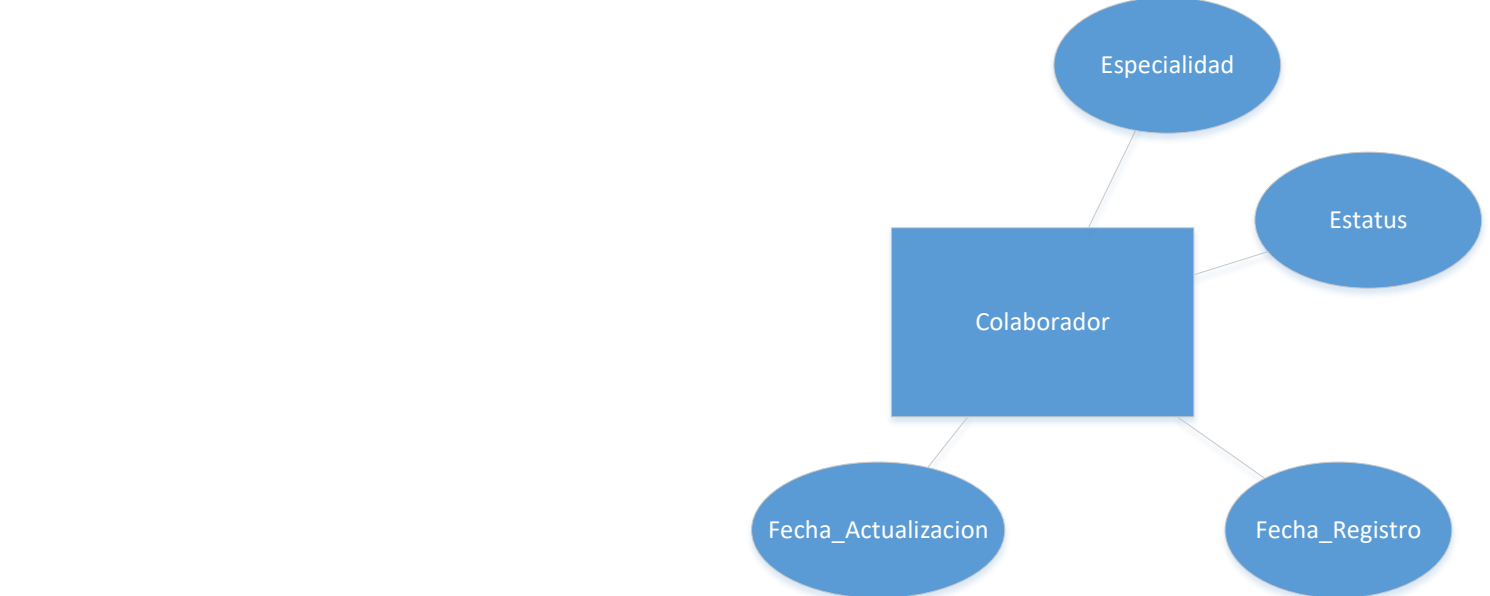 Especialidad
Estatus
Colaborador
Fecha_Actualizacion
Fecha_Registro